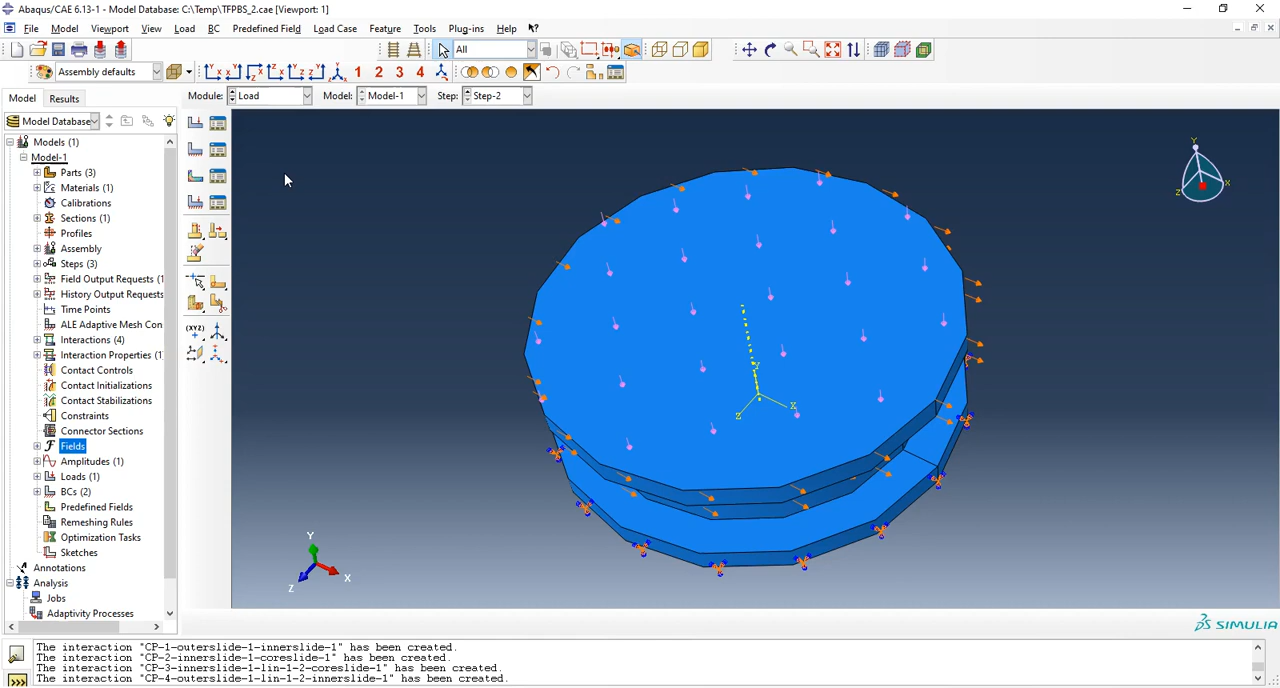 Abaqus/CAE 6.13-1 - Model Database: C:\Temp\TFPBS_2.cae [Viewport: 1]
File Model Viewport View Load BC Predefined Field Load Case Feature Tools Plug-ins Help
All
Assembly defaults 1 2 3 4
Model Results Module: Load Model: Model-1 Step: Step-2
Model Database
Models (1)
Model-1
Parts (3)
Materials (1)
Calibrations
Sections (1)
Profiles
Assembly
Steps (3)
Field Output Requests (1
History Output Requests
Time Points
ALE Adaptive Mesh Con
Interactions (4)
Interaction Properties (1)
Contact Controls
Contact Initializations
Contact Stabilizations
Constraints
Connector Sections
Fields
Amplitudes (1)
Loads (1)
BCs (2)
Predefined Fields
Remeshing Rules
Optimization Tasks
Sketches
Annotations
Analysis
Jobs
Adaptivity Processes
(XYZ)
Y
X
Z
Y
X
Z
Y
X
Z
SIMULIA
The interaction "CP-1-outerslide-1-innerslide-1" has been created.
The interaction "CP-2-innerslide-1-coreslide-1" has been created.
The interaction "CP-3-innerslide-1-lin-1-2-coreslide-1" has been created.
The interaction "CP-4-outerslide-1-lin-1-2-innerslide-1" has been created.